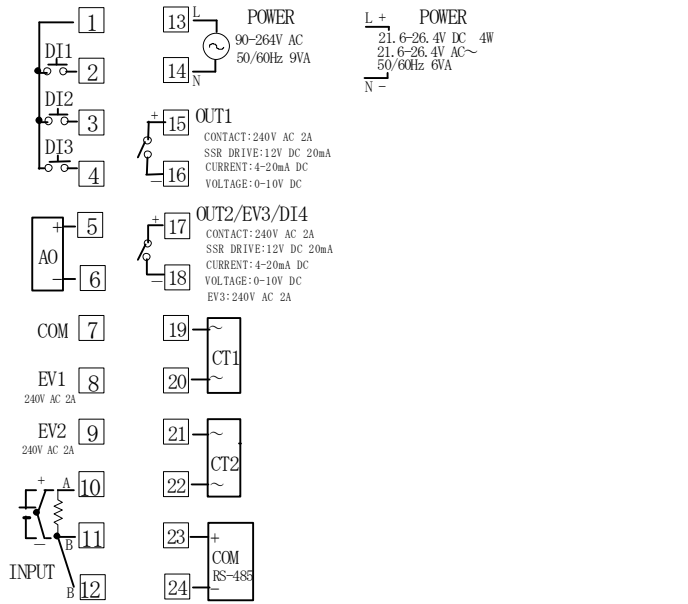 1
DI1
2
DI2
3
DI3
4
+
5
AO
−
6
COM 7
EV1 8
240V AC 2A
EV2 9
240V AC 2A
+ A 10
− B 11
INPUT
B 12
13 L POWER
90-264V AC
50/60Hz 9VA
14 N
L + POWER
21.6-26.4V DC 4W
21.6-26.4V AC～
50/60Hz 6VA
N −
+ 15 OUT1
CONTACT:240V AC 2A
SSR DRIVE:12V DC 20mA
− 16 CURRENT:4-20mA DC
VOLTAGE:0-10V DC
OUT2/EV3/DI4
+ 17
CONTACT:240V AC 2A
SSR DRIVE:12V DC 20mA
CURRENT:4-20mA DC
− 18 VOLTAGE:0-10V DC
EV3:240V AC 2A
19 ～
CT1
20 ～
21 ～
CT2
22 ～
23 +
COM
RS-485
24 −